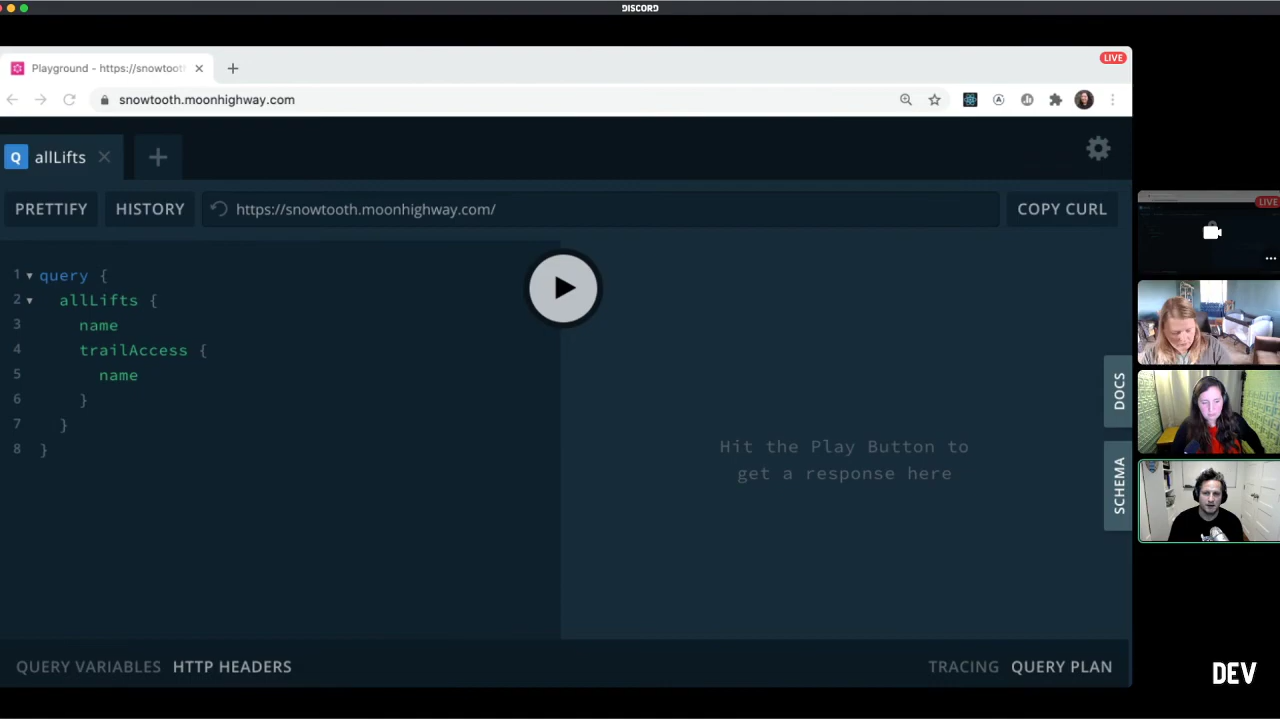 DISCORD
Playground - https://snowtooth
LIVE
snowtooth.moonhighway.com
Q allLifts
PRETTIFY HISTORY https://snowtooth.moonhighway.com/ COPY CURL
LIVE
1 query {
2 allLifts {
3 name
4 trailAccess {
5 name
6 }
7 }
8 }
Hit the Play Button to
get a response here
DOCS
SCHEMA
QUERY VARIABLES HTTP HEADERS TRACING QUERY PLAN
DEV